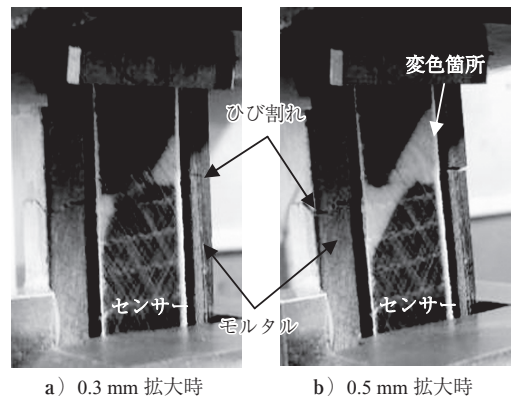 変色箇所
ひび割れ
センサー
センサー
モルタル
a）0.3 mm 拡大時
b）0.5 mm 拡大時